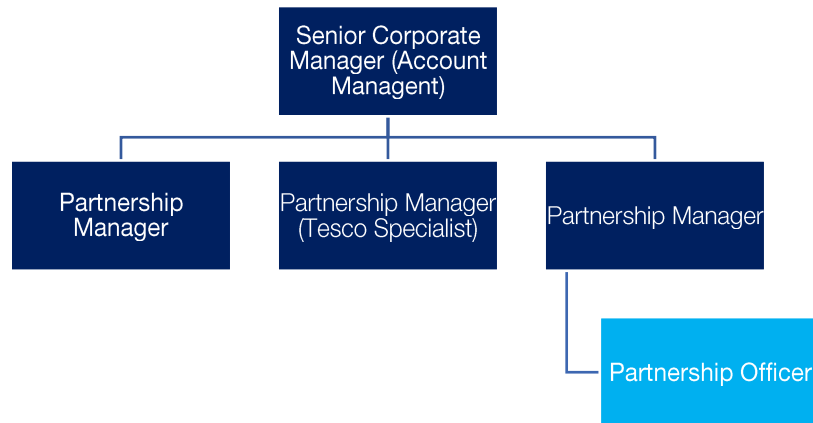 Senior Corporate
Manager (Account
Managent)
Partnership
Manager
Partnership Manager
(Tesco Specialist)
Partnership Manager
Partnership Officer